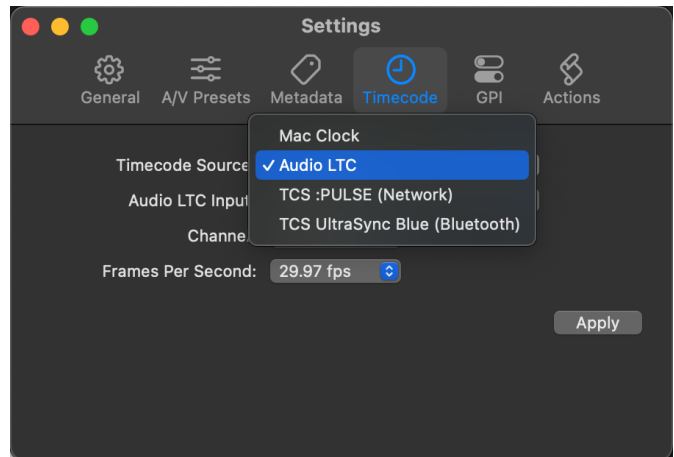 Settings
General A/V Presets Metadata Timecode GPI Actions
Mac Clock
Timecode Source ✓ Audio LTC
Audio LTC Input TCS :PULSE (Network)
TCS UltraSync Blue (Bluetooth)
Channe
Frames Per Second: 29.97 fps
Apply